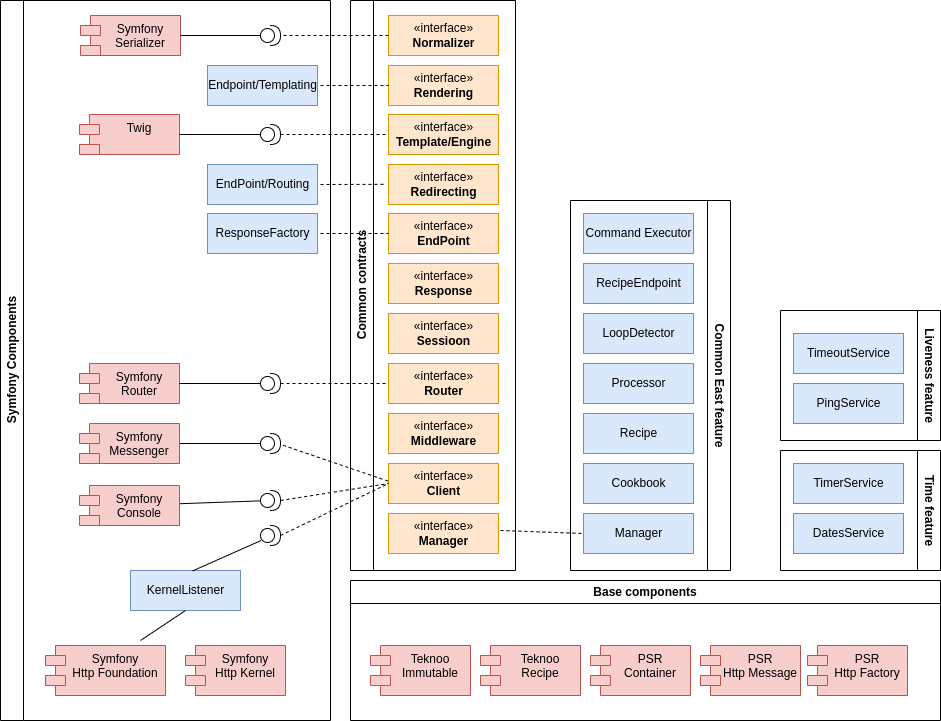 Symfony Components
Symfony
Serializer
Endpoint/Templating
Twig
EndPoint/Routing
ResponseFactory
Symfony
Router
Symfony
Messenger
Symfony
Console
KernelListener
Symfony
Http Foundation
Symfony
Http Kernel
Common contracts
«interface»
Normalizer
«interface»
Rendering
«interface»
Template/Engine
«interface»
Redirecting
«interface»
EndPoint
«interface»
Response
«interface»
Sessioon
«interface»
Router
«interface»
Middleware
«interface»
Client
«interface»
Manager
Command Executor
RecipeEndpoint
LoopDetector
Processor
Recipe
Cookbook
Manager
Common East feature
TimeoutService
PingService
Liveness feature
TimerService
DatesService
Time feature
Base components
Teknoo
Immutable
Teknoo
Recipe
PSR
Container
PSR
Http Message
PSR
Http Factory